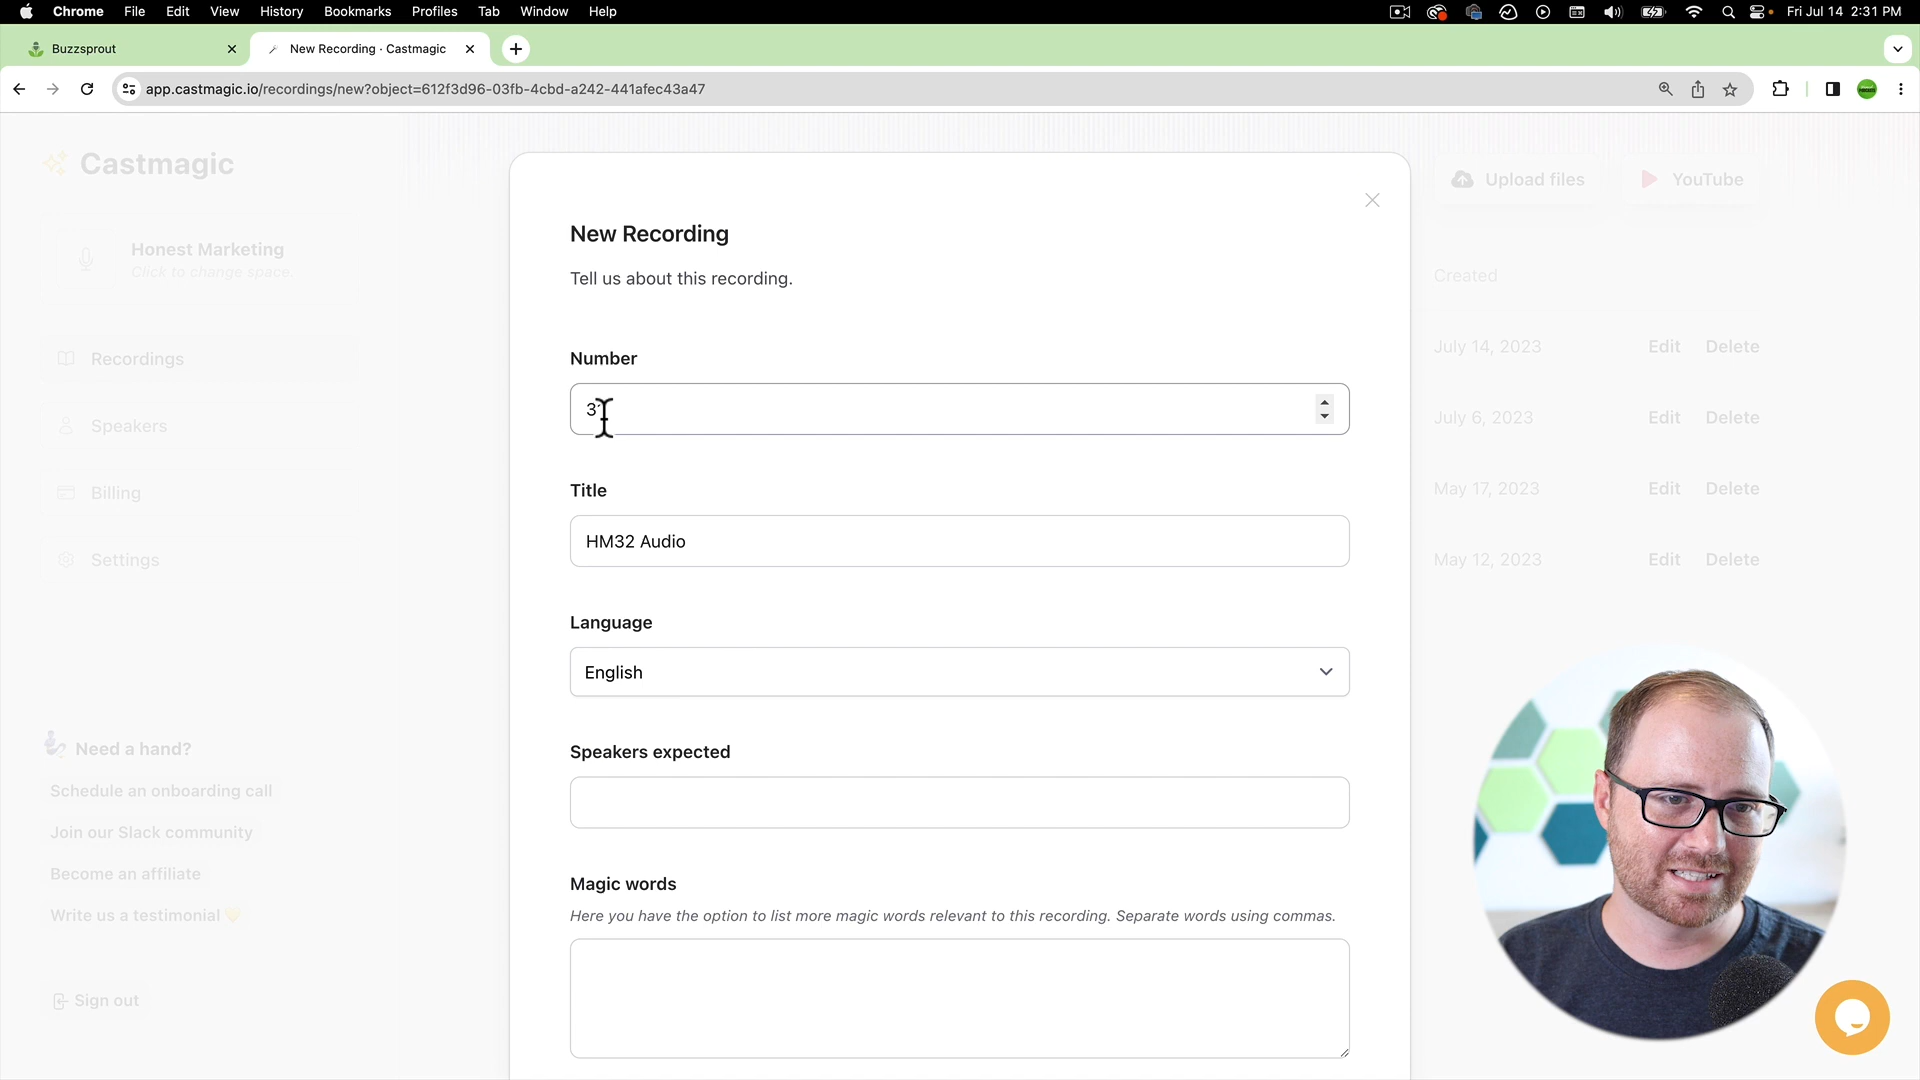 Chrome File Edit View History Bookmarks Profiles Tab Window Help
Fri Jul 14 2:31 PM
Buzzsprout
New Recording · Castmagic
app.castmagic.io/recordings/new?object=612f3d96-03fb-4cbd-a242-441afec43a47
Castmagic
Honest Marketing
Click to change space.
Recordings
Speakers
Billing
Settings
Need a hand?
Schedule an onboarding call
Join our Slack community
Become an affiliate
Write us a testimonial
Sign out
New Recording
Tell us about this recording.
Number
Title
HM32 Audio
Language
English
Speakers expected
Magic words
Here you have the option to list more magic words relevant to this recording. Separate words using commas.
Upload files
YouTube
Created
July 14, 2023 Edit Delete
July 6, 2023 Edit Delete
May 17, 2023 Edit Delete
May 12, 2023 Edit Delete